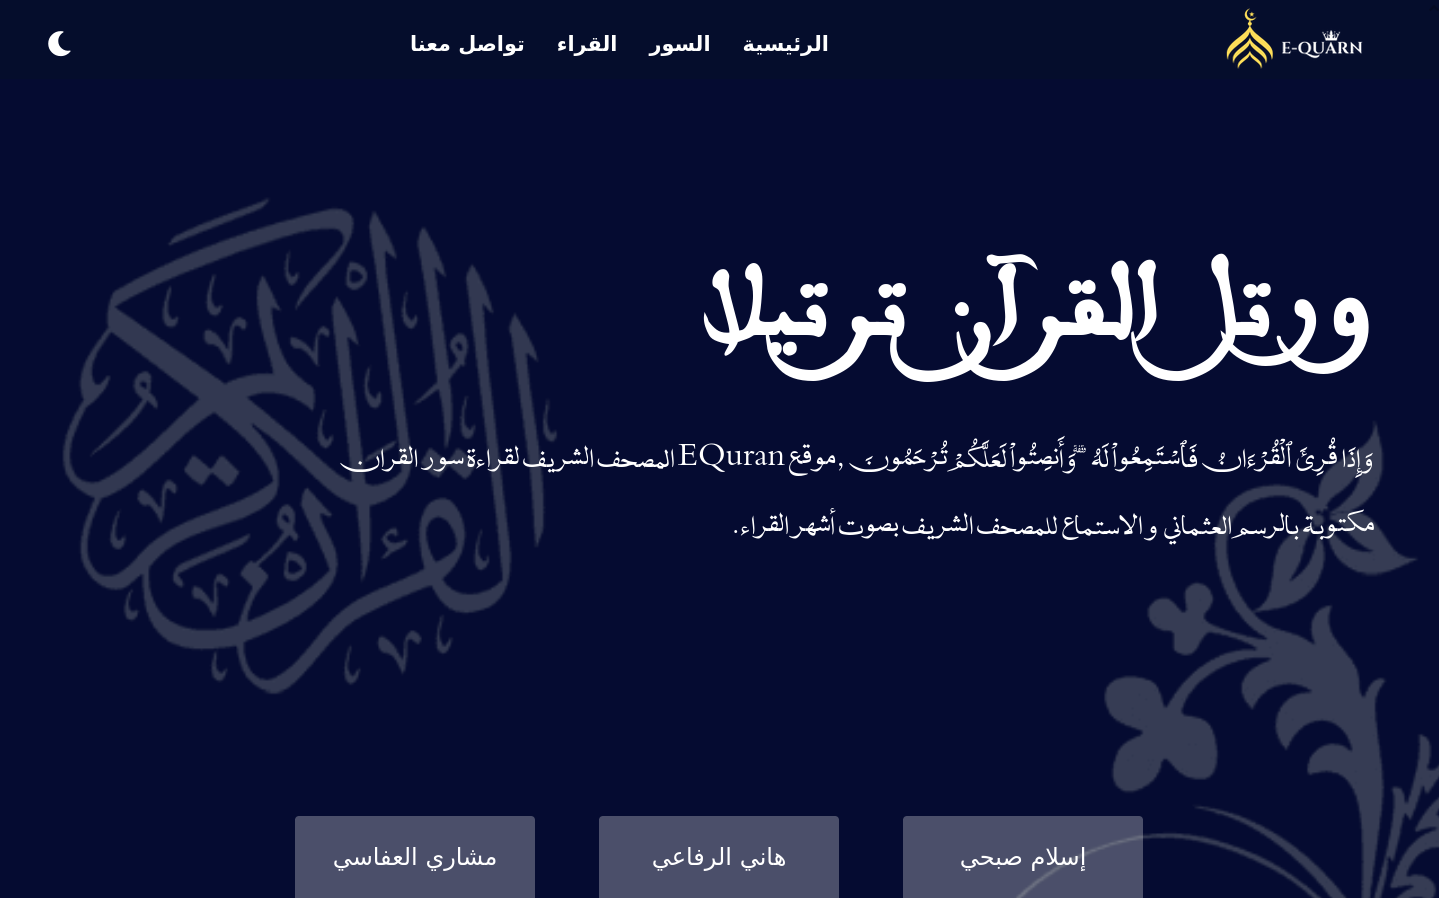 E-QUARN
الرئيسية
السور
القراء
تواصل معنا
ورتل القرآن ترتيلا
وَإِذَا قُرِئَ ٱلْقُرْءَانُ فَٱسْتَمِعُوا۟ لَهُۥ وَأَنصِتُوا۟ لَعَلَّكُمْ تُرْحَمُونَ ,موقع EQuran المصحف الشريف لقراءة سور القران
مكتوبة بالرسم العثماني و الاستماع للمصحف الشريف بصوت أشهر القراء.
إسلام صبحي
هاني الرفاعي
مشاري العفاسي